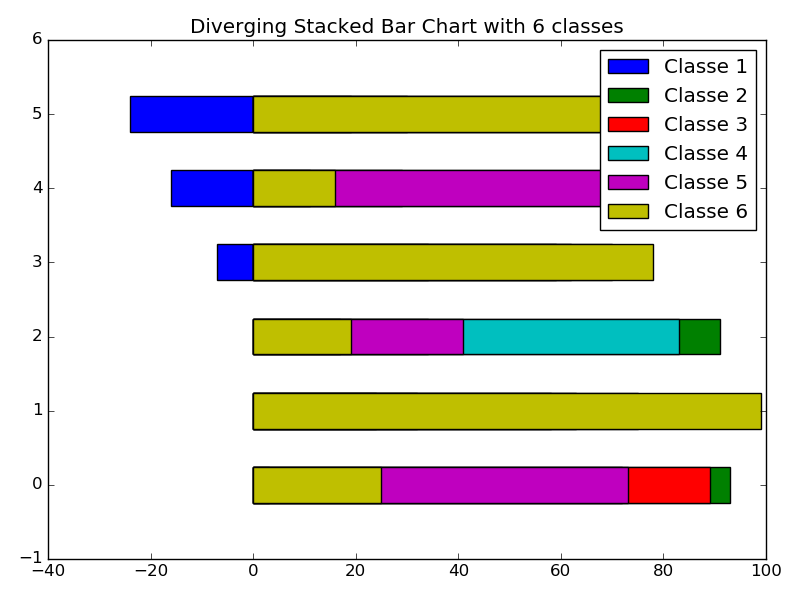 Diverging Stacked Bar Chart with 6 classes
6
5
4
3
2
1
0
−1
−40 −20 0 20 40 60 80 100
Classe 1
Classe 2
Classe 3
Classe 4
Classe 5
Classe 6